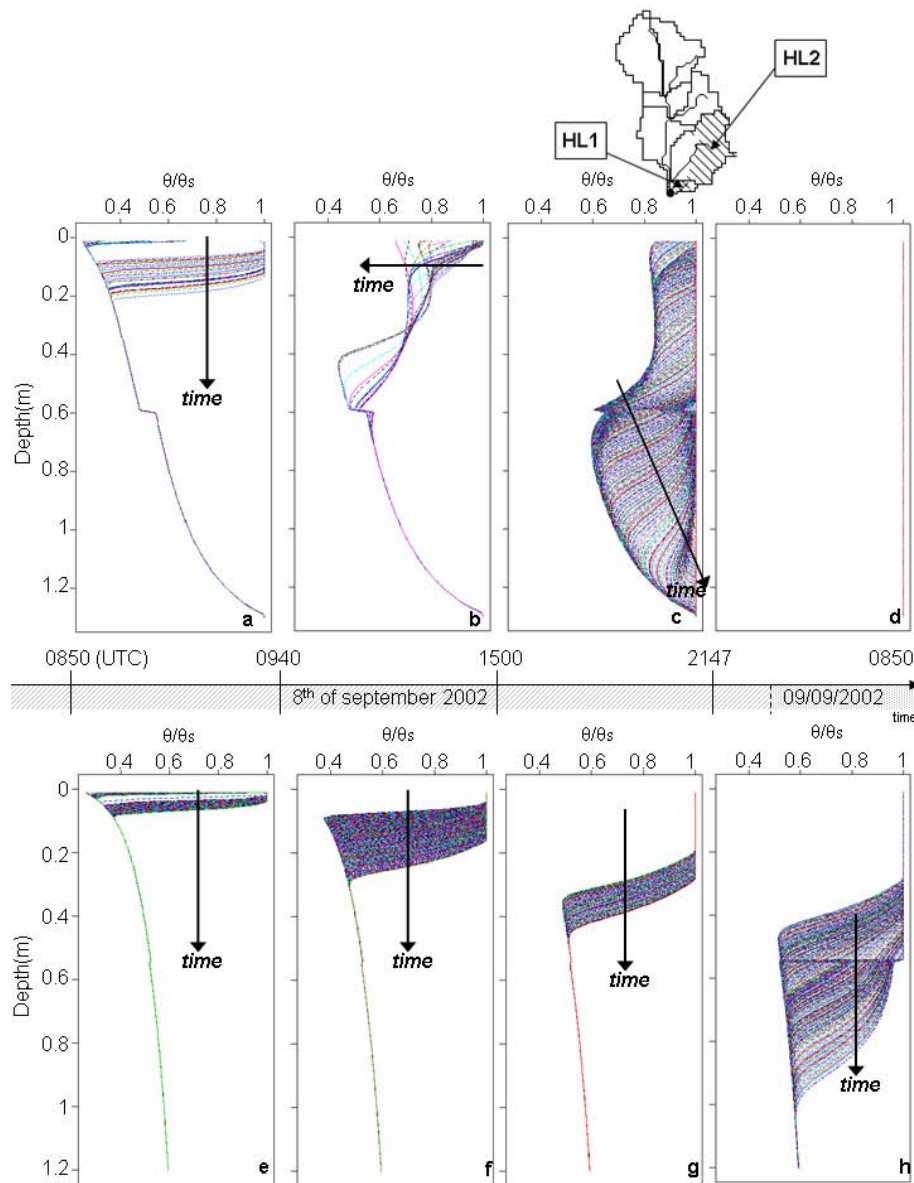 HL2
HL1
θ/θs θ/θs θ/θs θ/θs
0.4 0.6 0.8 1 0.4 0.6 0.8 1 0.4 0.6 0.8 1 0.4 0.6 0.8 1
Depth(m)
0
0.2
0.4
0.6
0.8
1
1.2
time
time
time
a b c d
0850 (UTC) 0940 1500 2147 0850
8th of september 2002 09/09/2002
time
θ/θs θ/θs θ/θs θ/θs
0.4 0.6 0.8 1 0.4 0.6 0.8 1 0.4 0.6 0.8 1 0.4 0.6 0.8 1
Depth(m)
0
0.2
0.4
0.6
0.8
1
1.2
time
time
time
time
e f g h